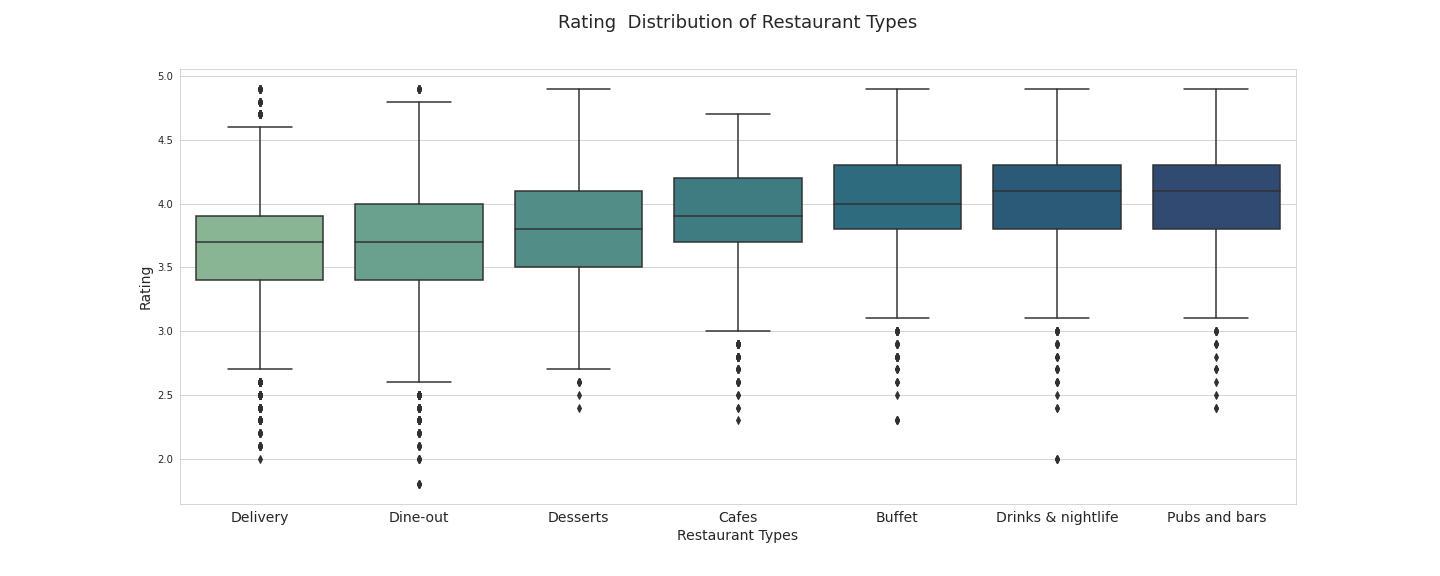 Rating  Distribution of Restaurant Types
5.0
4.5
4.0
3.5
3.0
2.5
2.0
Rating
Delivery Dine-out Desserts Cafes Buffet Drinks & nightlife Pubs and bars
Restaurant Types